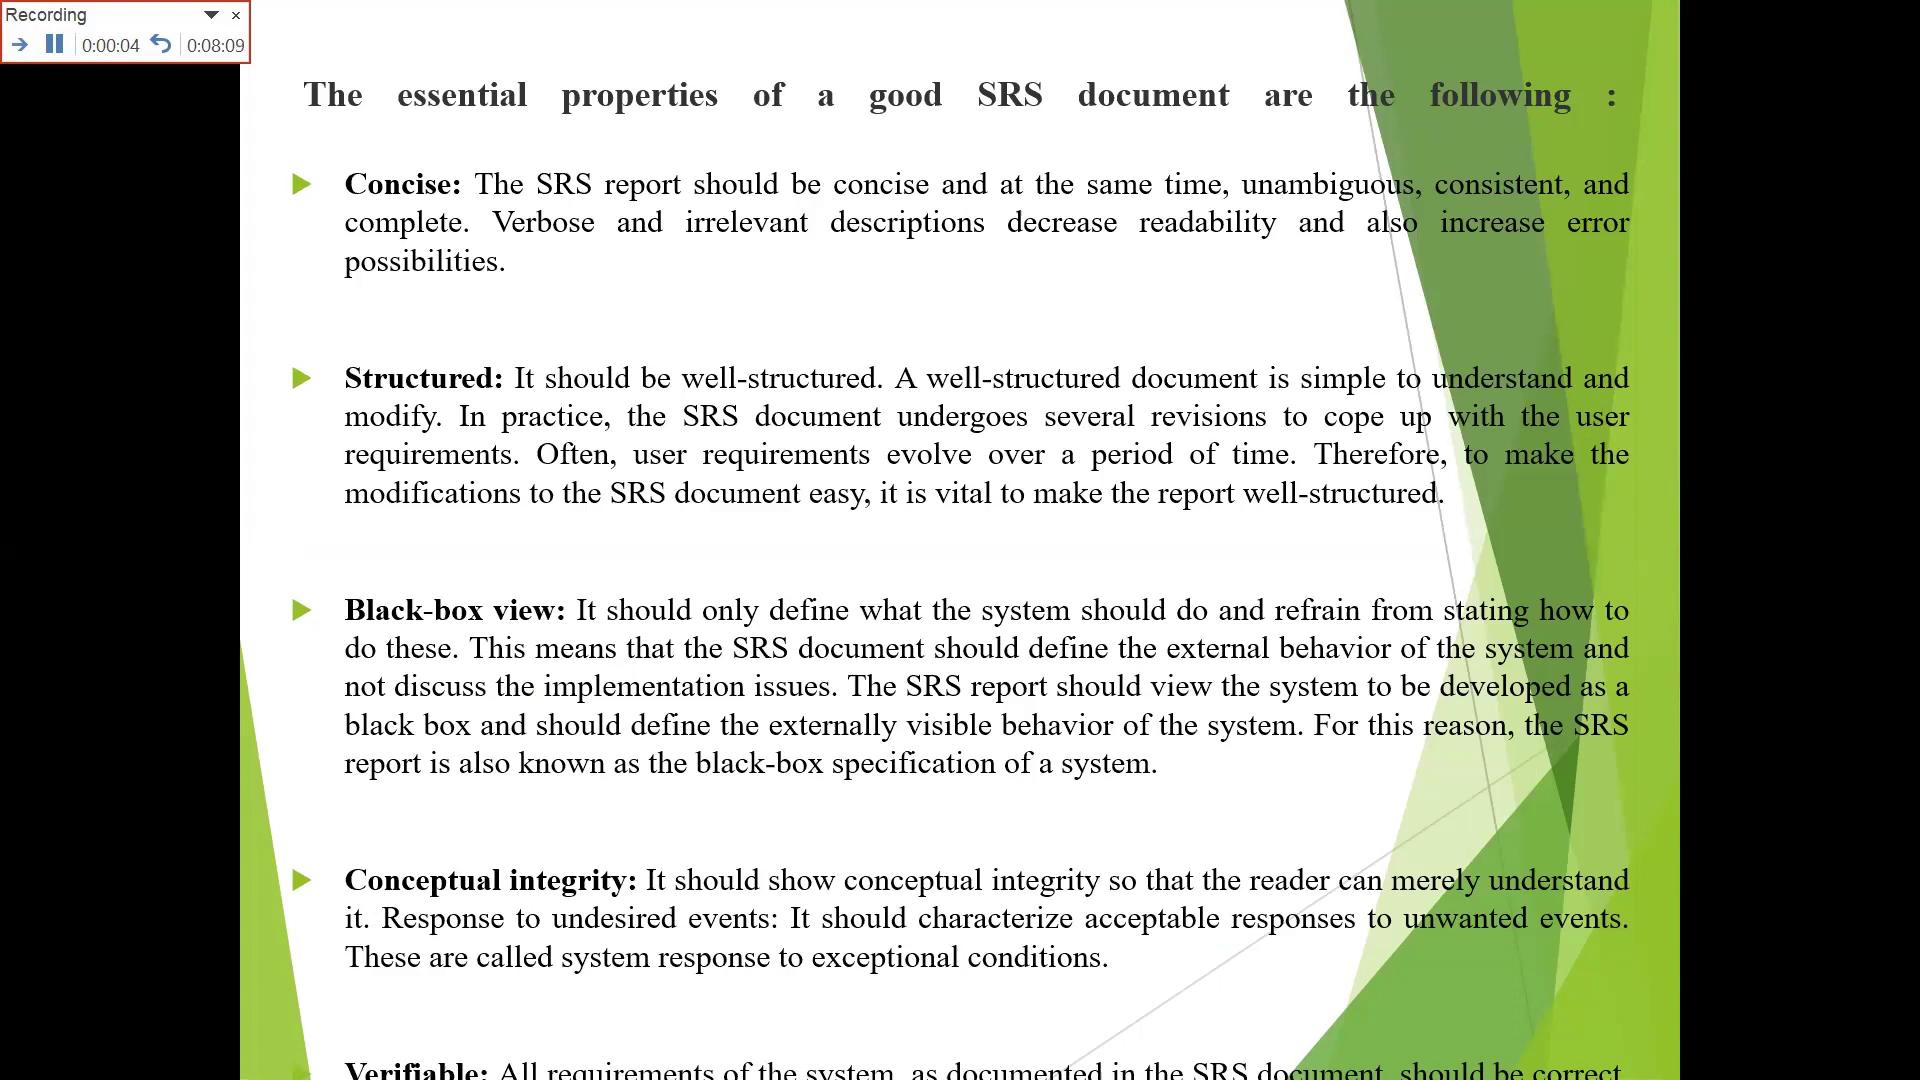 Recording
0:00:04 0:08:09
The essential properties of a good SRS document are the following :
Concise: The SRS report should be concise and at the same time, unambiguous, consistent, and
complete. Verbose and irrelevant descriptions decrease readability and also increase error
possibilities.
Structured: It should be well-structured. A well-structured document is simple to understand and
modify. In practice, the SRS document undergoes several revisions to cope up with the user
requirements. Often, user requirements evolve over a period of time. Therefore, to make the
modifications to the SRS document easy, it is vital to make the report well-structured.
Black-box view: It should only define what the system should do and refrain from stating how to
do these. This means that the SRS document should define the external behavior of the system and
not discuss the implementation issues. The SRS report should view the system to be developed as a
black box and should define the externally visible behavior of the system. For this reason, the SRS
report is also known as the black-box specification of a system.
Conceptual integrity: It should show conceptual integrity so that the reader can merely understand
it. Response to undesired events: It should characterize acceptable responses to unwanted events.
These are called system response to exceptional conditions.
Verifiable: All requirements of the system, as documented in the SRS document, should be correct.